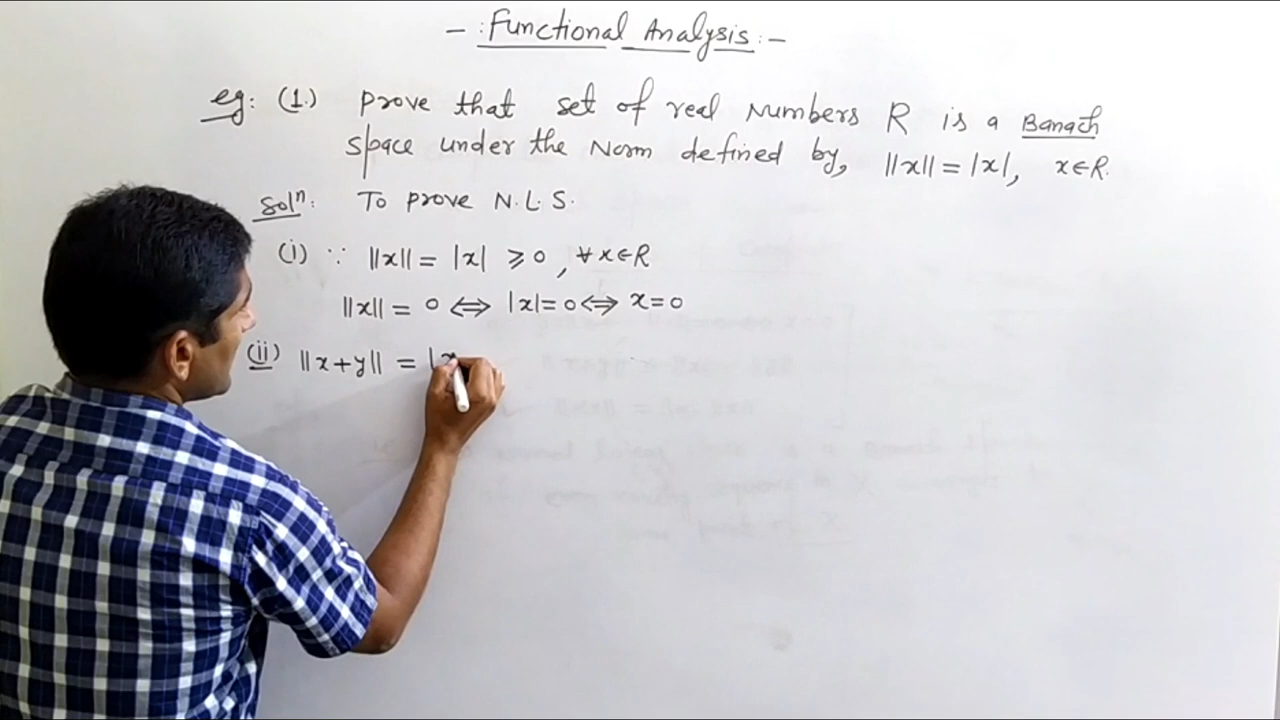 - : Functional Analysis : -
eg: (1.) prove that set of real Numbers R is a Banach
space under the Norm defined by, ||x|| = |x|, x∈R.
Solⁿ: To prove N.L.S.
(i) ∵ ||x|| = |x| ⩾ 0, ∀ x∈R
||x|| = 0 ⟺ |x| = 0 ⟺ x = 0
(ii) ||x+y|| = |x